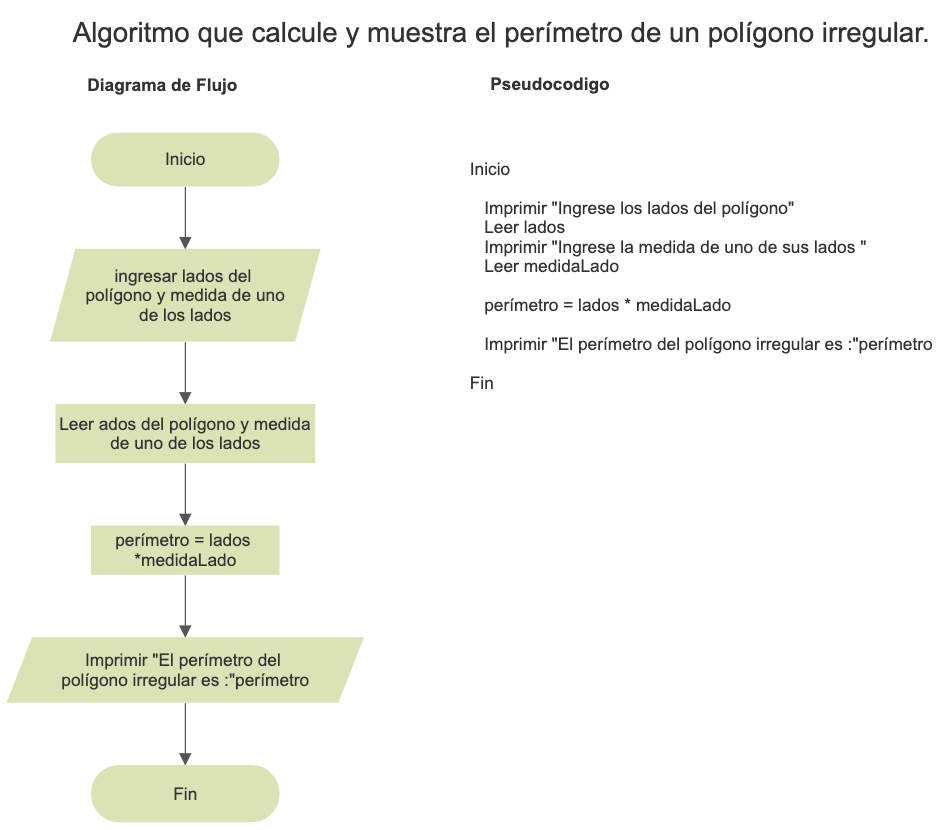 Algoritmo que calcule y muestra el perímetro de un polígono irregular.
Diagrama de Flujo
Inicio
ingresar lados del
polígono y medida de uno
de los lados
Leer ados del polígono y medida
de uno de los lados
perímetro = lados
*medidaLado
Imprimir "El perímetro del
polígono irregular es :"perímetro
Fin
Pseudocodigo
Inicio
Imprimir "Ingrese los lados del polígono"
Leer lados
Imprimir "Ingrese la medida de uno de sus lados "
Leer medidaLado
perímetro = lados * medidaLado
Imprimir "El perímetro del polígono irregular es :"perímetro
Fin